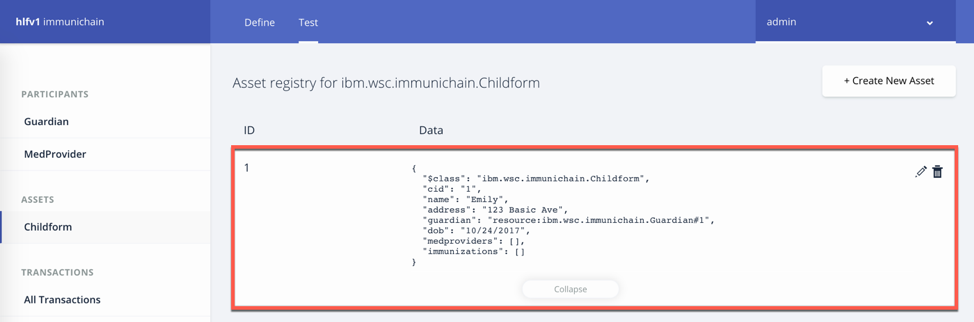 hlfv1 immunichain
Define
Test
admin
PARTICIPANTS
Guardian
MedProvider
ASSETS
Childform
TRANSACTIONS
All Transactions
Asset registry for ibm.wsc.immunichain.Childform
+ Create New Asset
ID
Data
1
{
"$class": "ibm.wsc.immunichain.Childform",
"cid": "1",
"name": "Emily",
"address": "123 Basic Ave",
"guardian": "resource:ibm.wsc.immunichain.Guardian#1",
"dob": "10/24/2017",
"medproviders": [],
"immunizations": []
}
Collapse